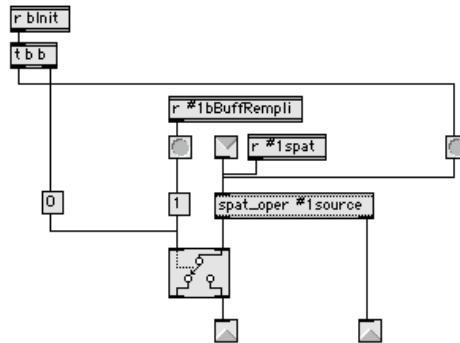 r bInit
t b b
r #1bBuffRempli
r #1spat
0
1
spat_oper #1source